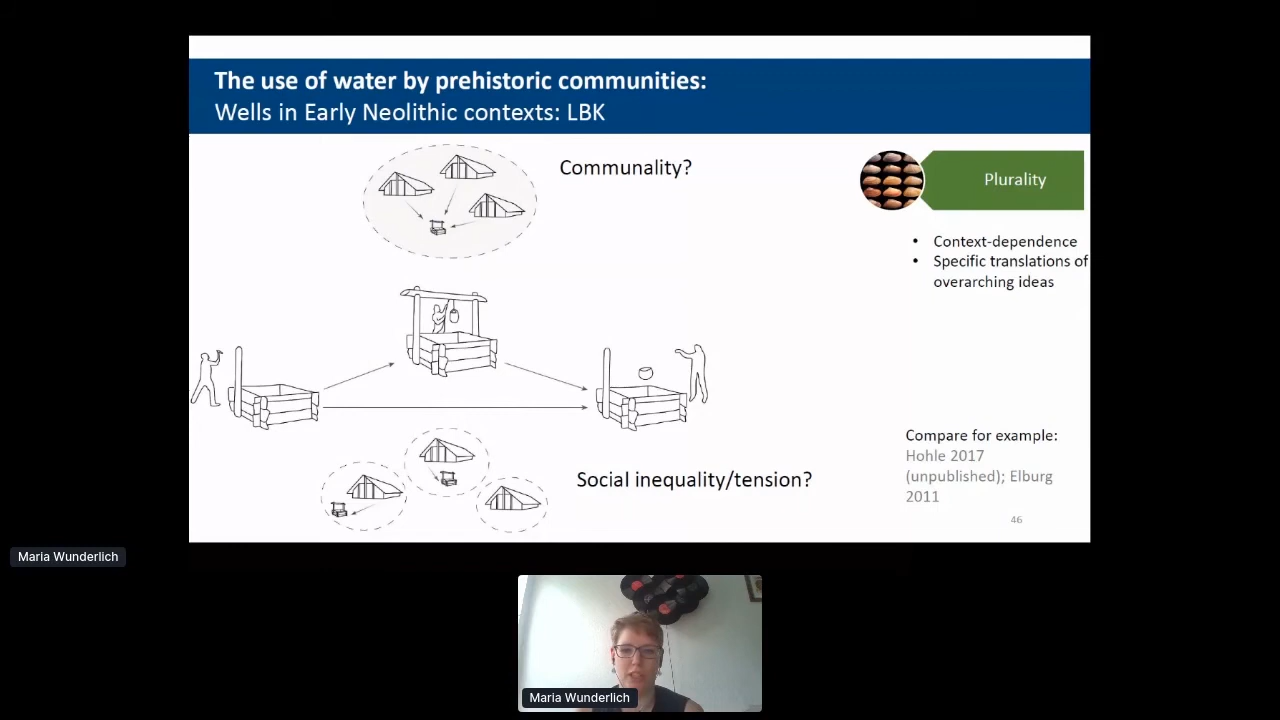 The use of water by prehistoric communities:
Wells in Early Neolithic contexts: LBK
Communality?
Plurality
• Context-dependence
• Specific translations of
overarching ideas
Social inequality/tension?
Compare for example:
Hohle 2017
(unpublished); Elburg
2011
46
Maria Wunderlich
Maria Wunderlich